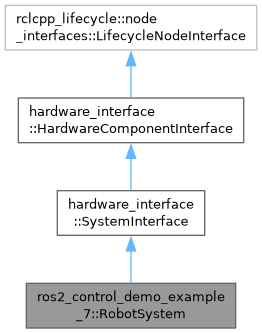 rclcpp_lifecycle::node
_interfaces::LifecycleNodeInterface
hardware_interface
::HardwareComponentInterface
hardware_interface
::SystemInterface
ros2_control_demo_example
_7::RobotSystem